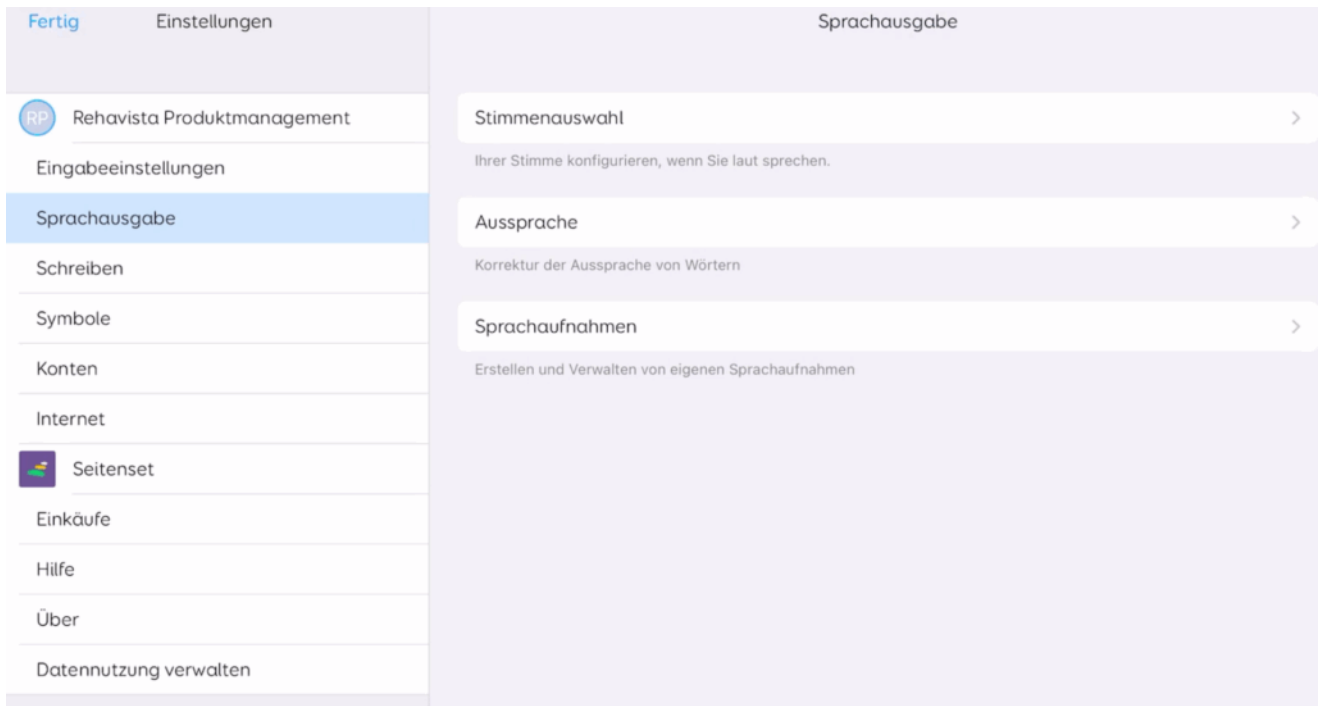 Fertig
Einstellungen
RP
Rehavista Produktmanagement
Eingabeeinstellungen
Sprachausgabe
Schreiben
Symbole
Konten
Internet
Seitenset
Einkäufe
Hilfe
Über
Datennutzung verwalten
Sprachausgabe
Stimmenauswahl
Ihrer Stimme konfigurieren, wenn Sie laut sprechen.
Aussprache
Korrektur der Aussprache von Wörtern
Sprachaufnahmen
Erstellen und Verwalten von eigenen Sprachaufnahmen